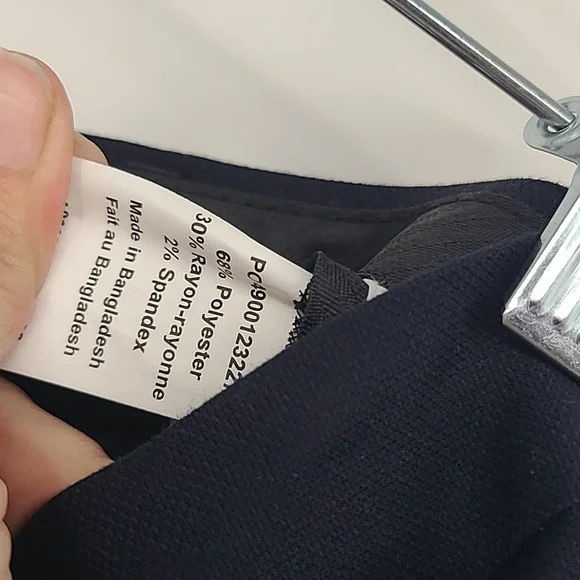 68% Polyester
30% Rayon-rayonne
2% Spandex
Made in Bangladesh
Fait au Bangladesh